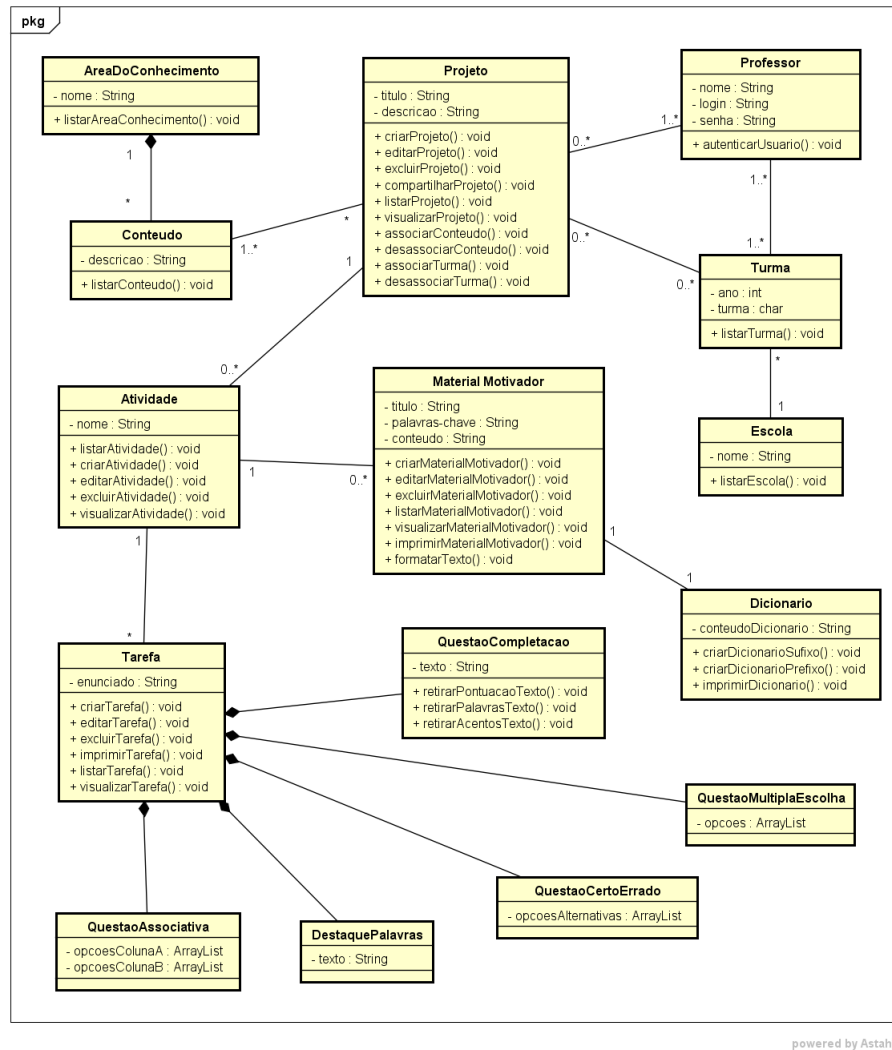 pkg
AreaDoConhecimento
- nome : String
+ listarAreaConhecimento() : void
1
*
Conteudo
- descricao : String
+ listarConteudo() : void
1..*
*
Projeto
- titulo : String
- descricao : String
+ criarProjeto() : void
+ editarProjeto() : void
+ excluirProjeto() : void
+ compartilharProjeto() : void
+ listarProjeto() : void
+ visualizarProjeto() : void
+ associarConteudo() : void
+ desassociarConteudo() : void
+ associarTurma() : void
+ desassociarTurma() : void
0..*
1..*
Professor
- nome : String
- login : String
- senha : String
+ autenticarUsuario() : void
1..*
1..*
0..*
0..*
Turma
- ano : int
- turma : char
+ listarTurma() : void
*
1
Escola
- nome : String
+ listarEscola() : void
1
0..*
Atividade
- nome : String
+ listarAtividade() : void
+ criarAtividade() : void
+ editarAtividade() : void
+ excluirAtividade() : void
+ visualizarAtividade() : void
1
0..*
Material Motivador
- titulo : String
- palavras-chave : String
- conteudo : String
+ criarMaterialMotivador() : void
+ editarMaterialMotivador() : void
+ excluirMaterialMotivador() : void
+ listarMaterialMotivador() : void
+ visualizarMaterialMotivador() : void
+ imprimirMaterialMotivador() : void
+ formatarTexto() : void
1
1
Dicionario
- conteudoDicionario : String
+ criarDicionarioSufixo() : void
+ criarDicionarioPrefixo() : void
+ imprimirDicionario() : void
1
*
Tarefa
- enunciado : String
+ criarTarefa() : void
+ editarTarefa() : void
+ excluirTarefa() : void
+ imprimirTarefa() : void
+ listarTarefa() : void
+ visualizarTarefa() : void
QuestaoCompletacao
- texto : String
+ retirarPontuacaoTexto() : void
+ retirarPalavrasTexto() : void
+ retirarAcentosTexto() : void
QuestaoMultiplaEscolha
- opcoes : ArrayList
QuestaoCertoErrado
- opcoesAlternativas : ArrayList
QuestaoAssociativa
- opcoesColunaA : ArrayList
- opcoesColunaB : ArrayList
DestaquePalavras
- texto : String
powered by Astah